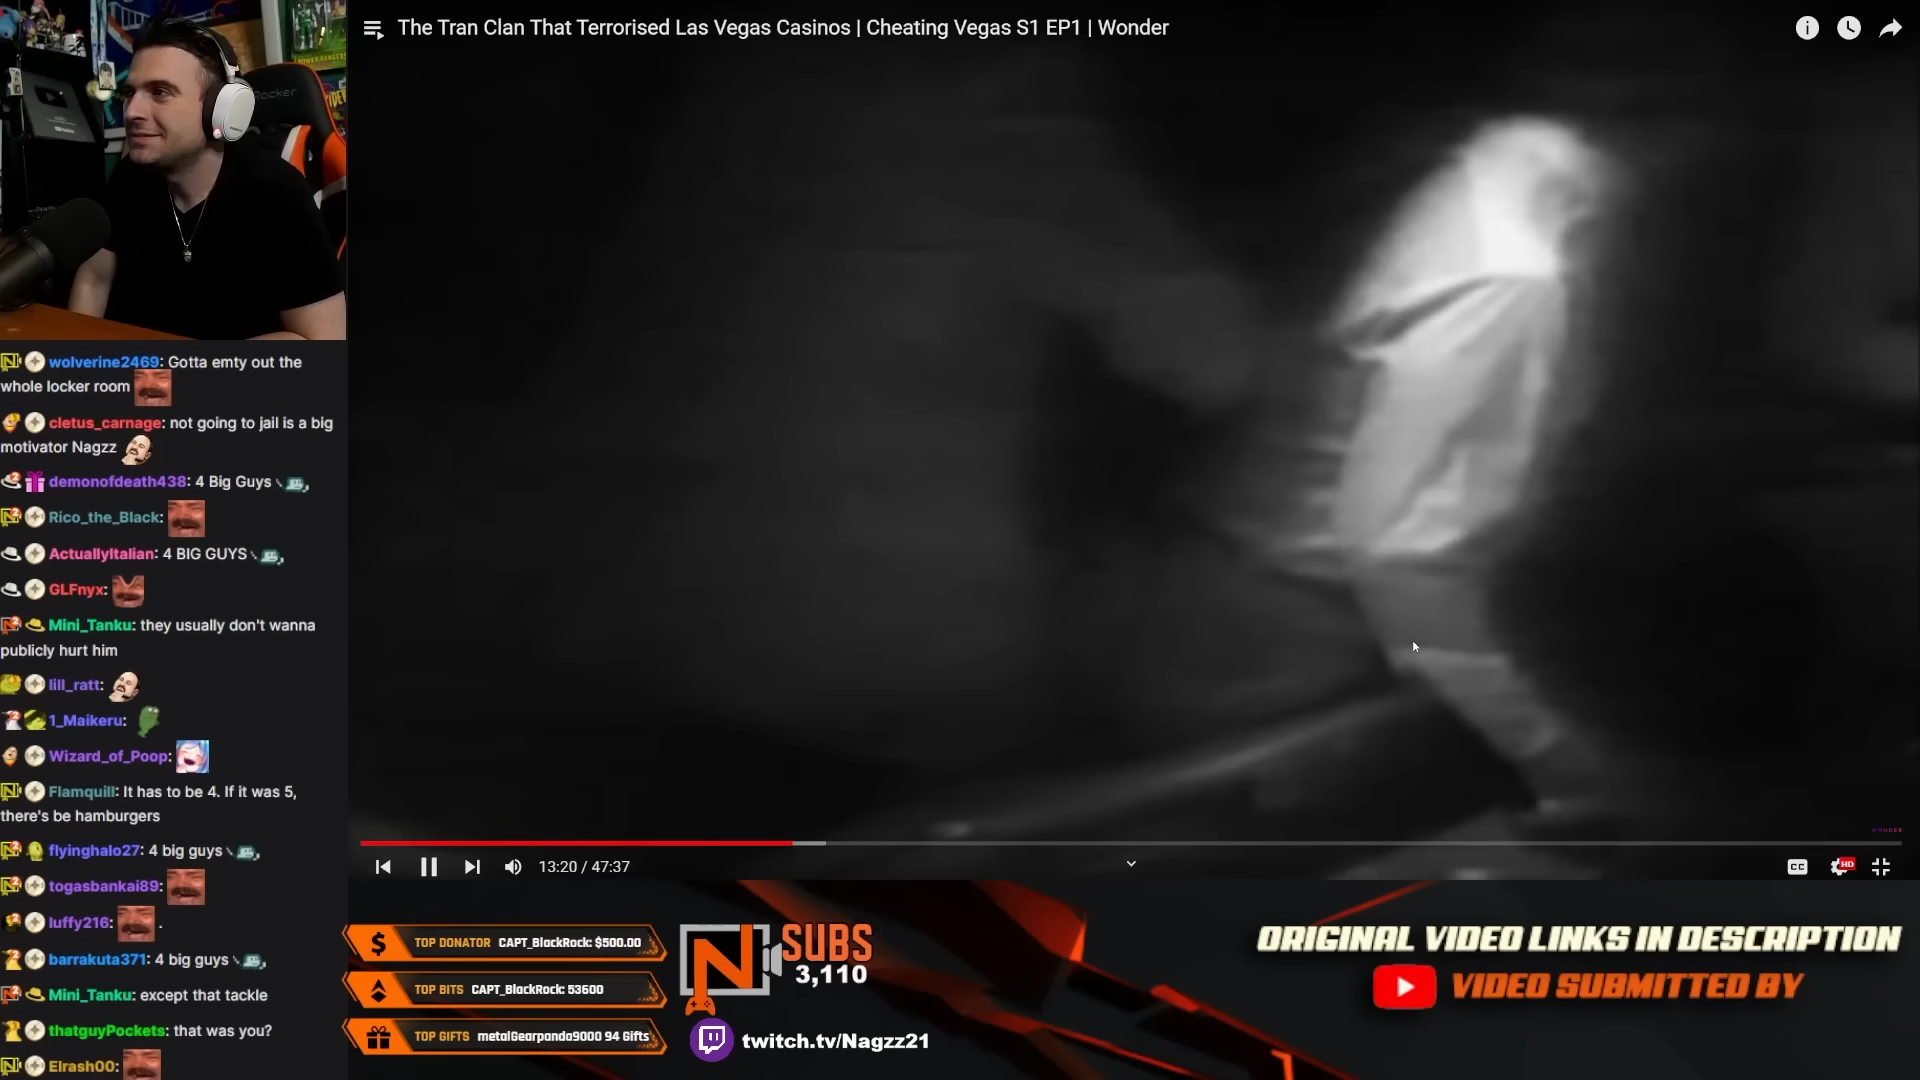 The Tran Clan That Terrorised Las Vegas Casinos | Cheating Vegas S1 EP1 | Wonder
wolverine2469: Gotta emty out the
whole locker room
cletus_carnage: not going to jail is a big
motivator Nagzz
demonofdeath438: 4 Big Guys
Rico_the_Black:
ActuallyItalian: 4 BIG GUYS
GLFnyx:
Mini_Tanku: they usually don't wanna
publicly hurt him
lill_ratt:
1_Maikeru:
Wizard_of_Poop:
Flamquill: It has to be 4. If it was 5,
there's be hamburgers
flyinghalo27: 4 big guys
togasbankai89:
luffy216: .
barrakuta371: 4 big guys
Mini_Tanku: except that tackle
thatguyPockets: that was you?
Elrash00:
13:20 / 47:37
CC
HD
TOP DONATOR CAPT_BlackRock: $500.00
TOP BITS CAPT_BlackRock: 53600
TOP GIFTS metalGearpanda9000 94 Gifts
SUBS
3,110
twitch.tv/Nagzz21
ORIGINAL VIDEO LINKS IN DESCRIPTION
VIDEO SUBMITTED BY